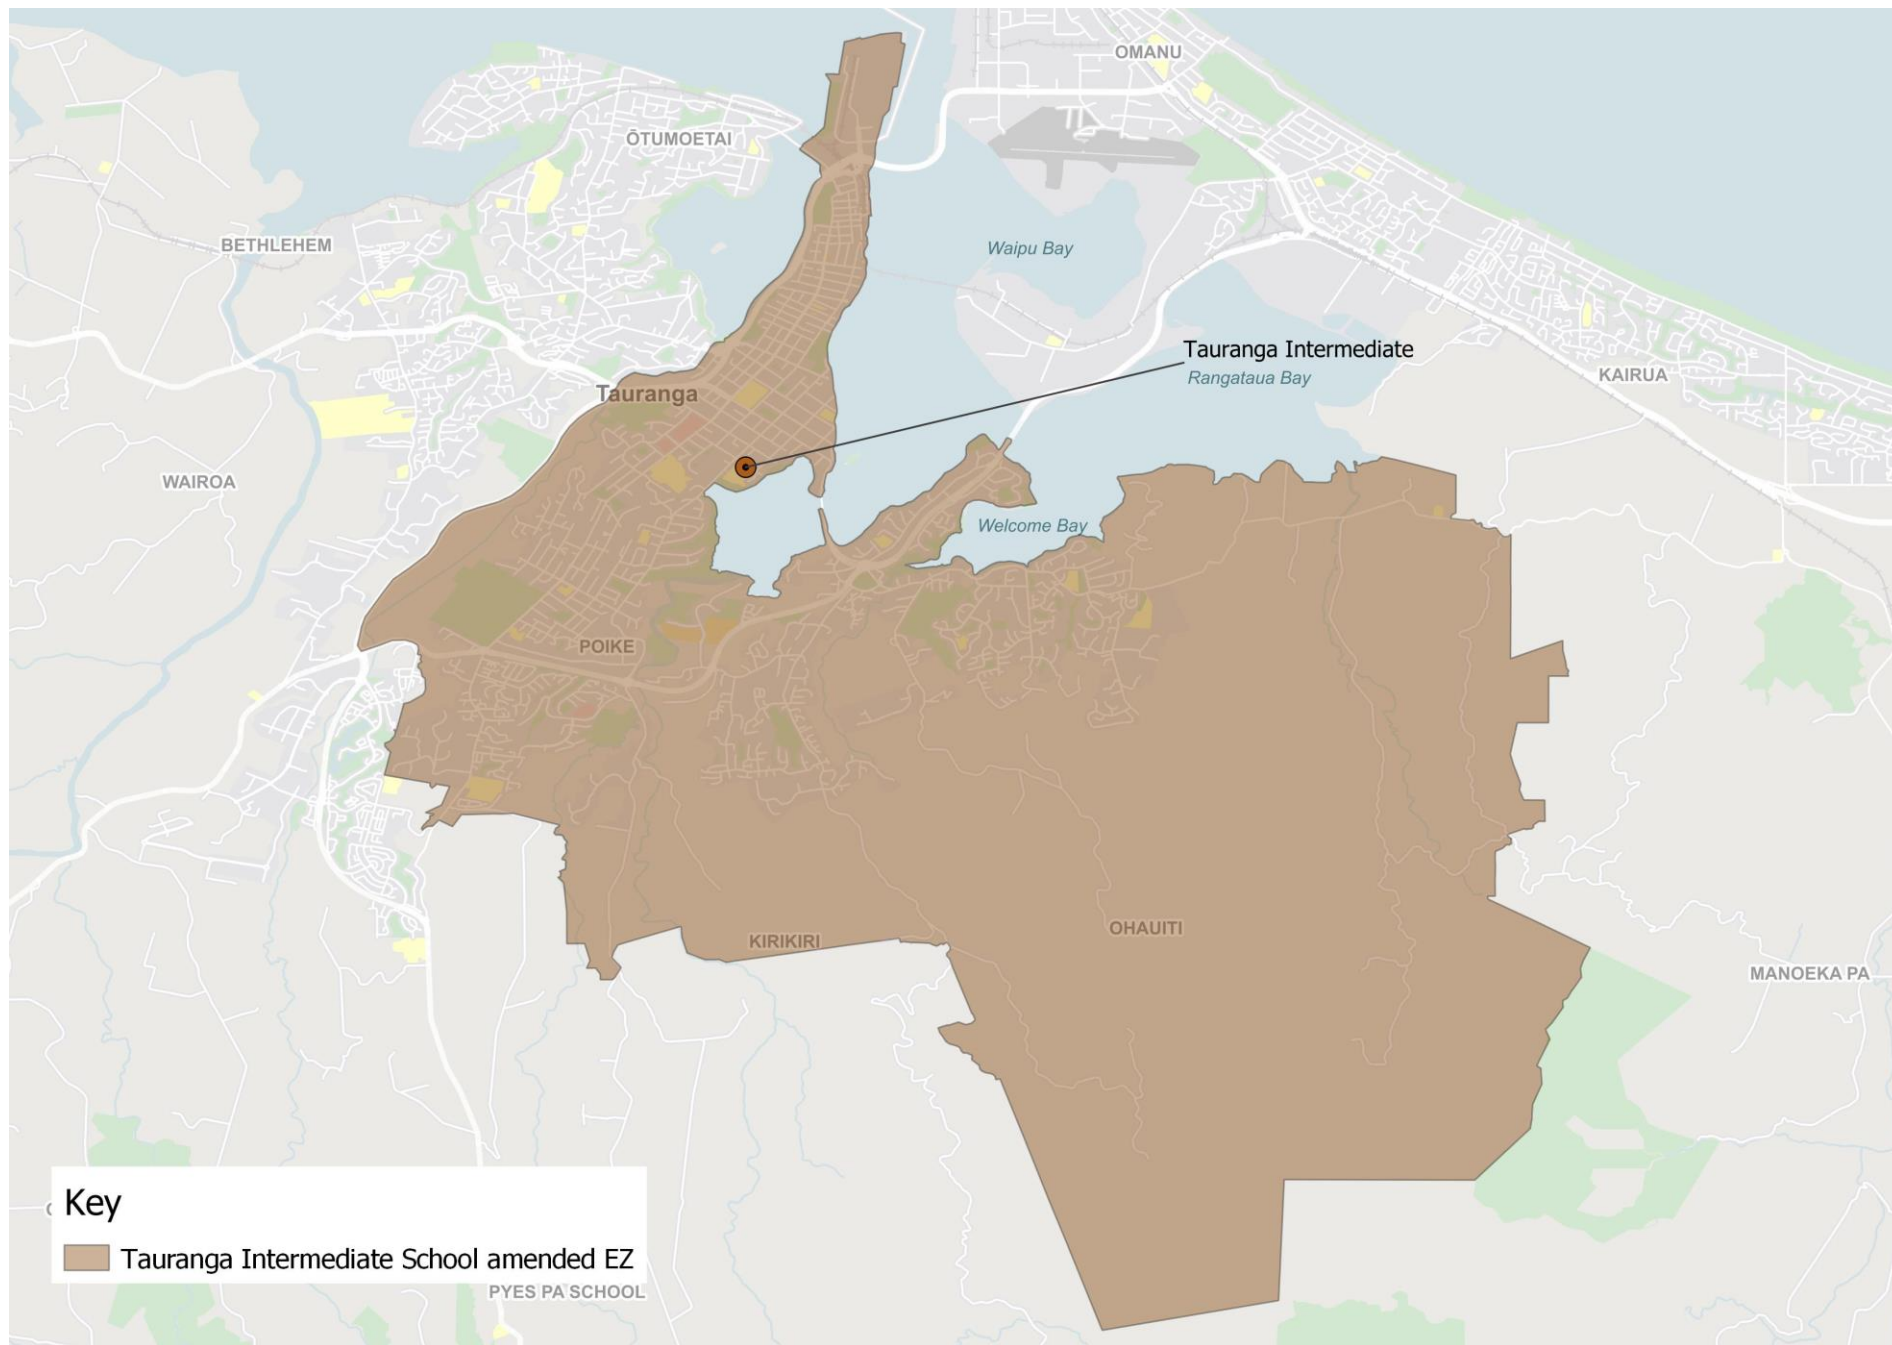 OMANU
ŌTUMOETAI
BETHLEHEM
Waipu Bay
Tauranga Intermediate
Rangataua Bay
KAIRUA
Tauranga
WAIROA
Welcome Bay
POIKE
OHAUITI
KIRIKIRI
MANOEKA PA
Key
Tauranga Intermediate School amended EZ
PYES PA SCHOOL